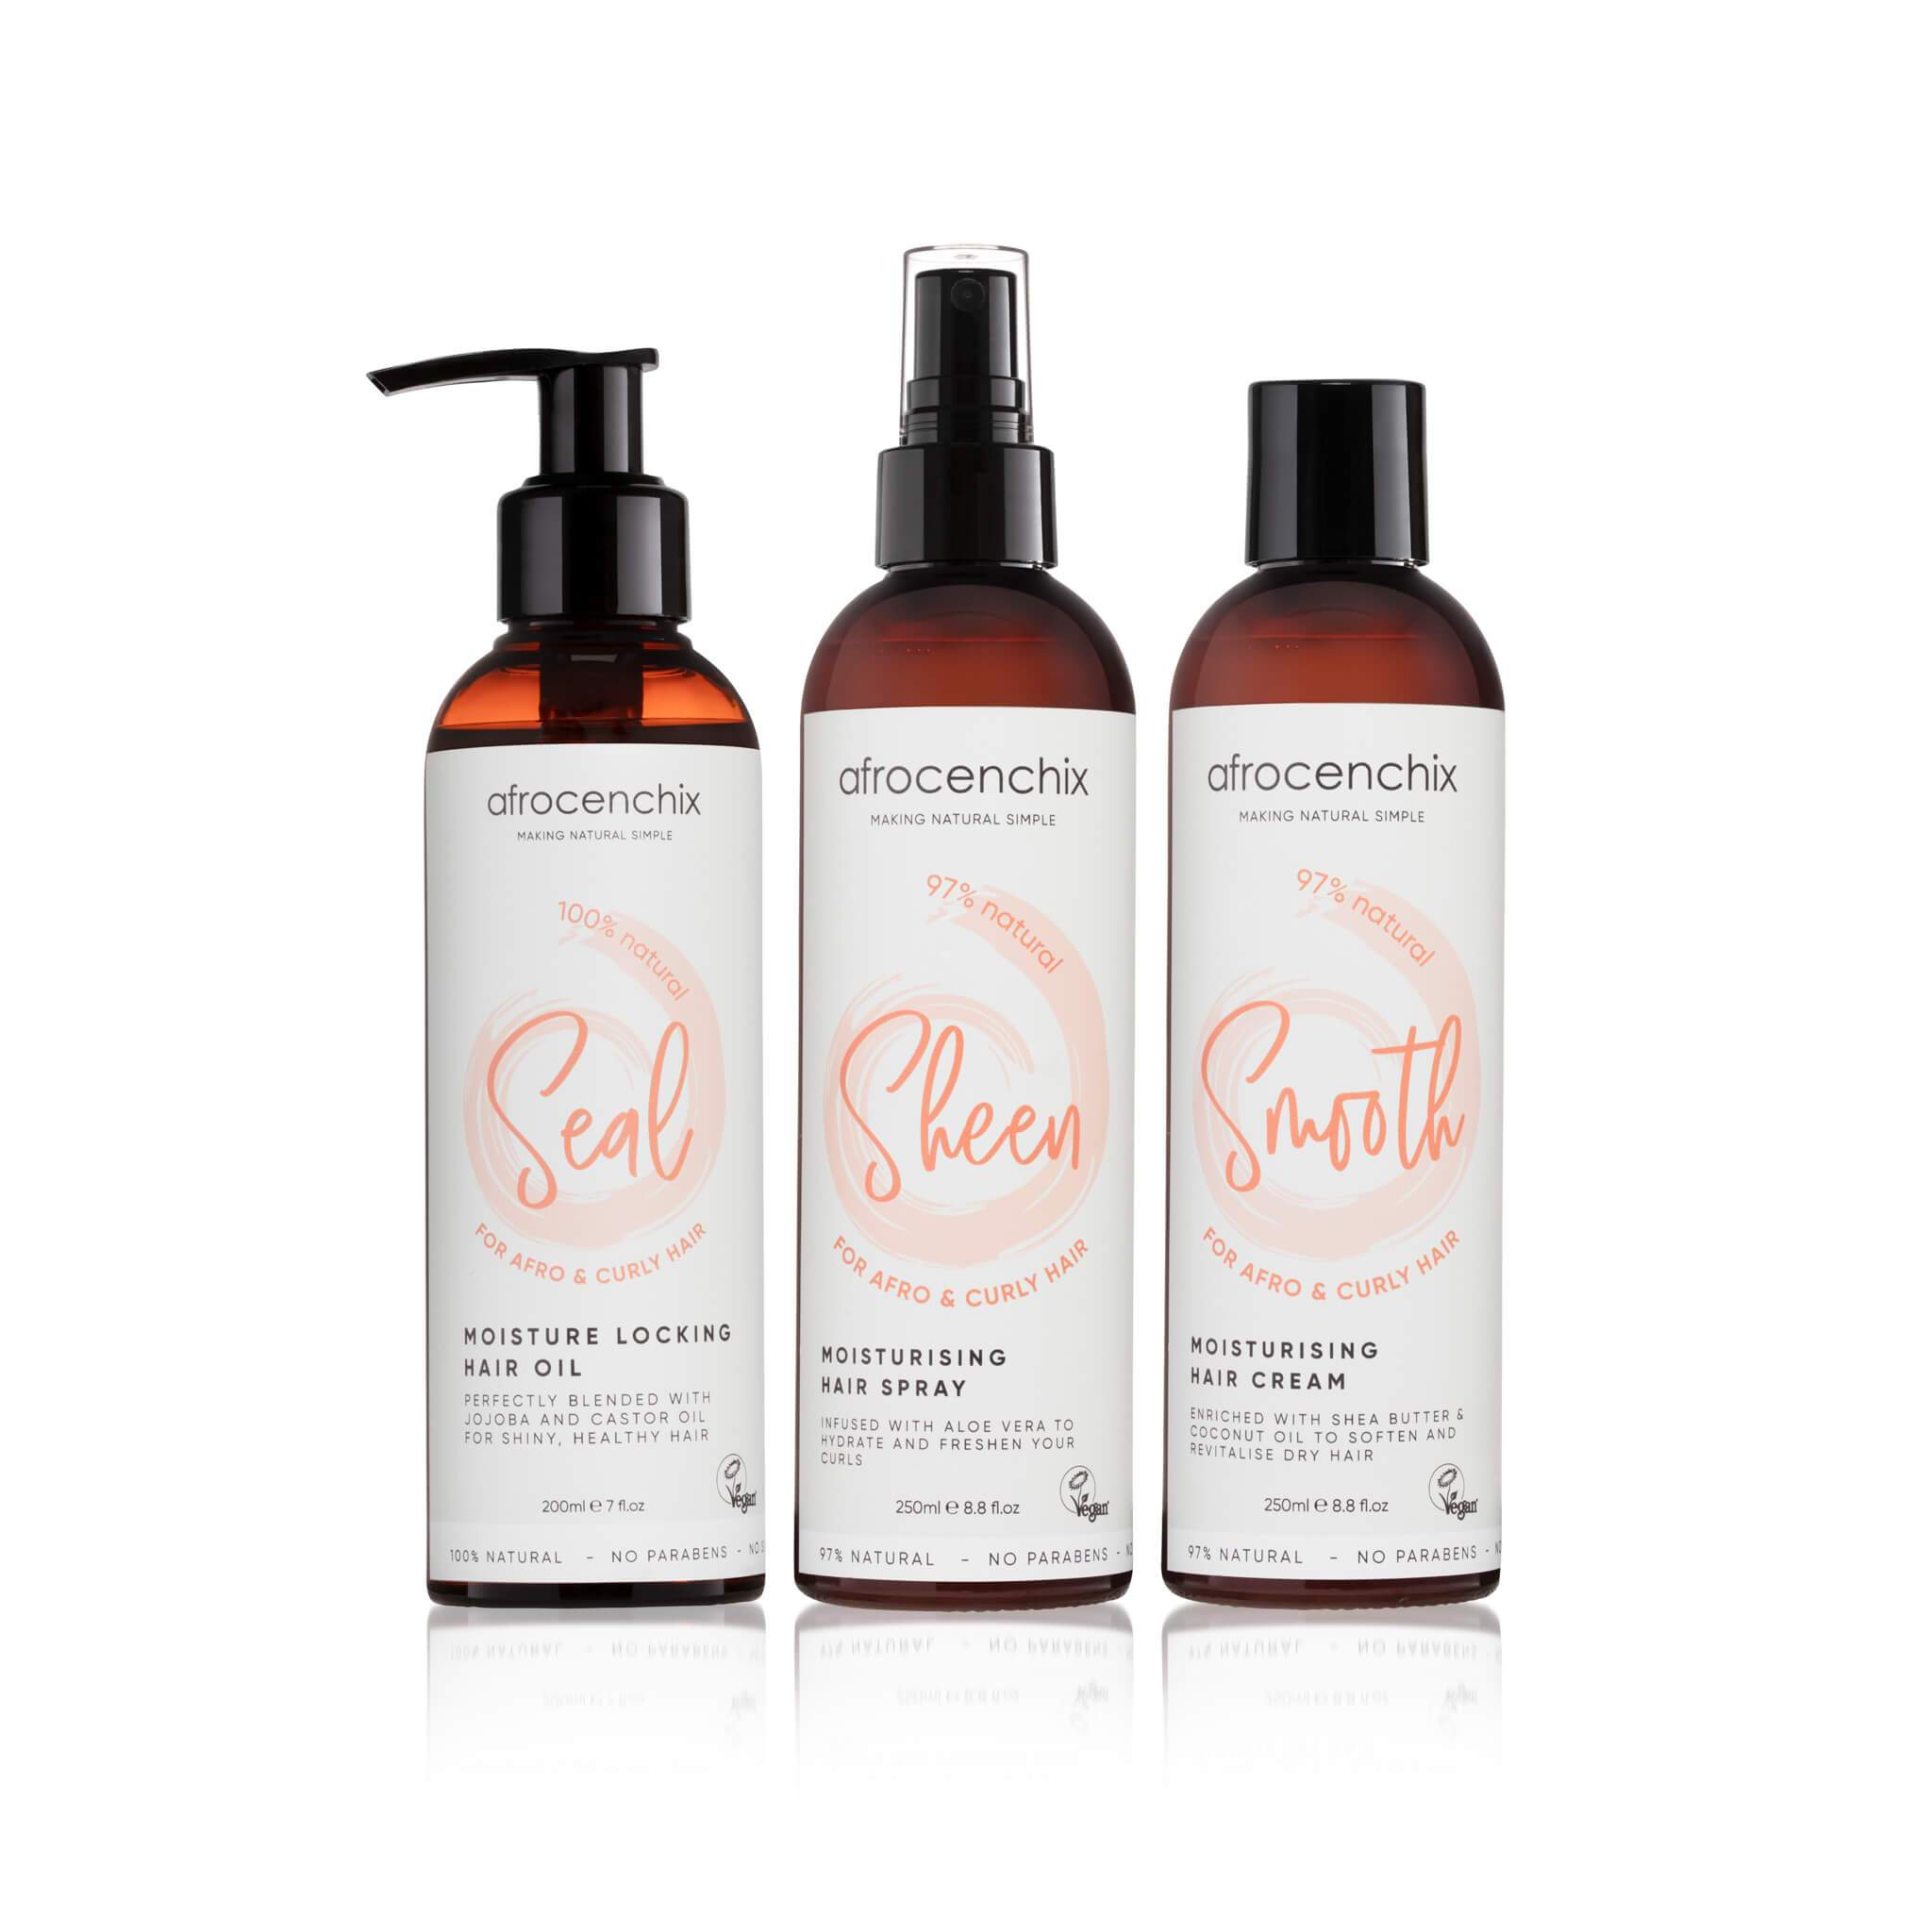 afrocenchix
MAKING NATURAL SIMPLE
100% natural
Seal
FOR AFRO & CURLY HAIR
MOISTURE LOCKING
HAIR OIL
PERFECTLY BLENDED WITH
JOJOBA AND CASTOR OIL
FOR SHINY, HEALTHY HAIR
Vegan
200ml e 7 fl.oz
100% NATURAL - NO PARABENS - NO S
afrocenchix
MAKING NATURAL SIMPLE
97% natural
Sheen
FOR AFRO & CURLY HAIR
MOISTURISING
HAIR SPRAY
INFUSED WITH ALOE VERA TO
HYDRATE AND FRESHEN YOUR
CURLS
Vegan
250ml e 8.8 fl.oz
97% NATURAL - NO PARABENS - NO
afrocenchix
MAKING NATURAL SIMPLE
97% natural
Smooth
FOR AFRO & CURLY HAIR
MOISTURISING
HAIR CREAM
ENRICHED WITH SHEA BUTTER &
COCONUT OIL TO SOFTEN AND
REVITALISE DRY HAIR
Vegan
250ml e 8.8 fl.oz
97% NATURAL - NO PARABENS - NO